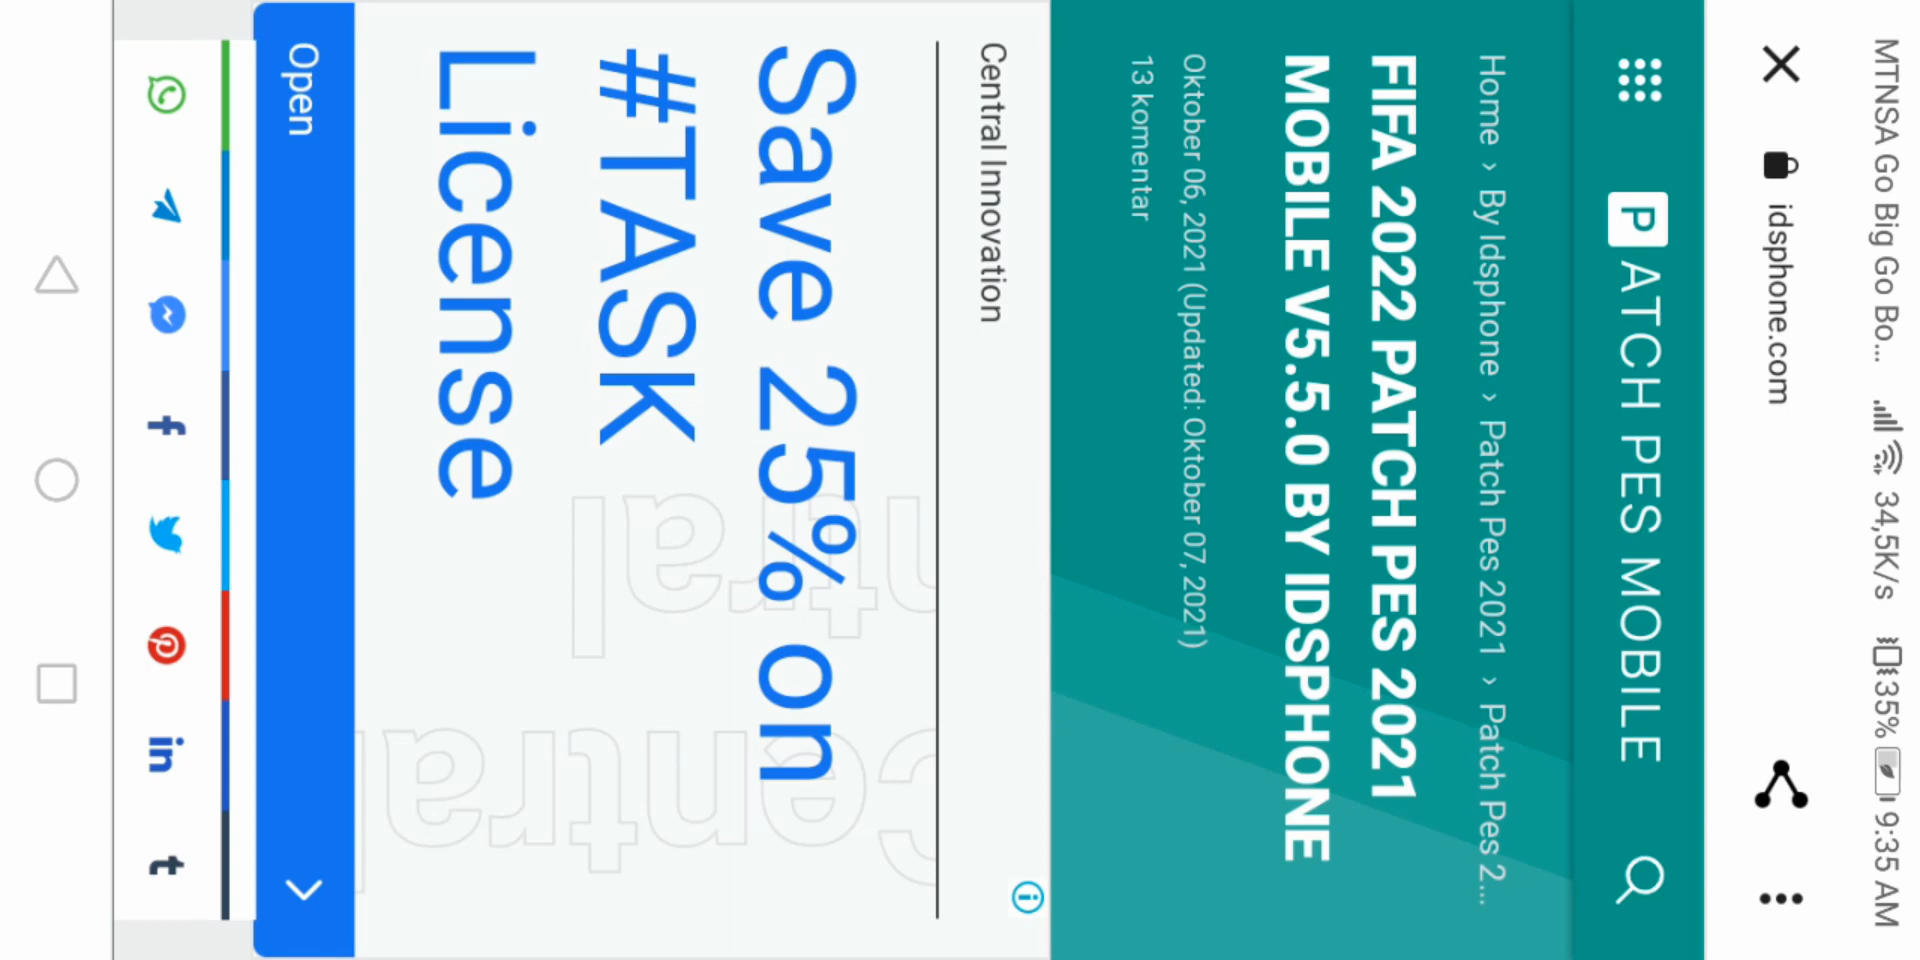 MTNSA Go Big Go Bo... 34,5K/s 35% 9:35 AM
idsphone.com
PATCH PES MOBILE
Home › By Idsphone › Patch Pes 2021 › Patch Pes 2...
FIFA 2022 PATCH PES 2021
MOBILE V5.5.0 BY IDSPHONE
Oktober 06, 2021 (Updated: Oktober 07, 2021)
13 komentar
Central Innovation
Save 25% on
#TASK
License
ntral
Central
Open